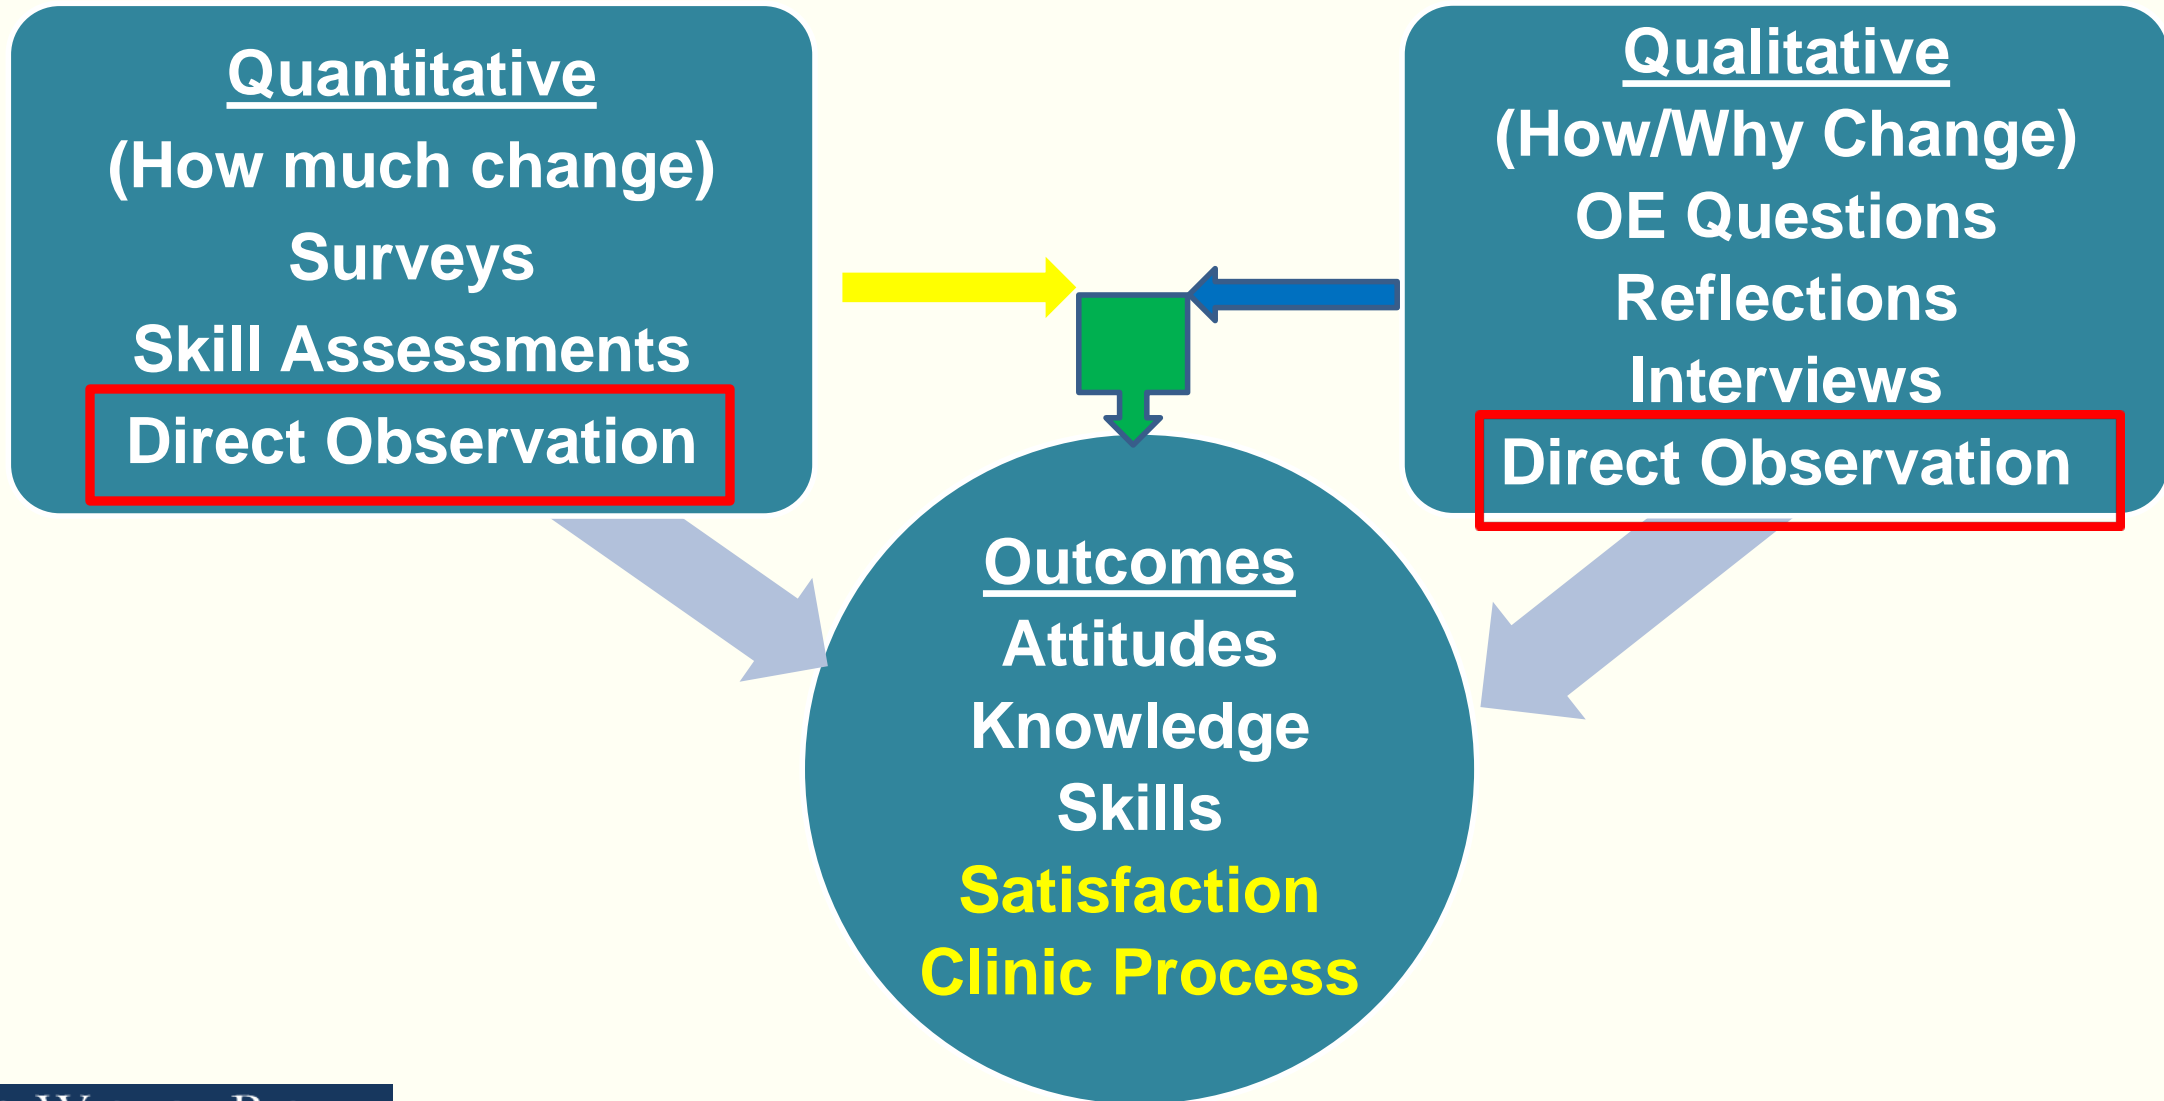 Quantitative
(How much change)
Surveys
Skill Assessments
Direct Observation
Qualitative
(How/Why Change)
OE Questions
Reflections
Interviews
Direct Observation
Outcomes
Attitudes
Knowledge
Skills
Satisfaction
Clinic Process